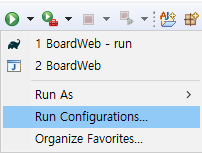 1 BoardWeb - run
2 BoardWeb
Run As
Run Configurations...
Organize Favorites...